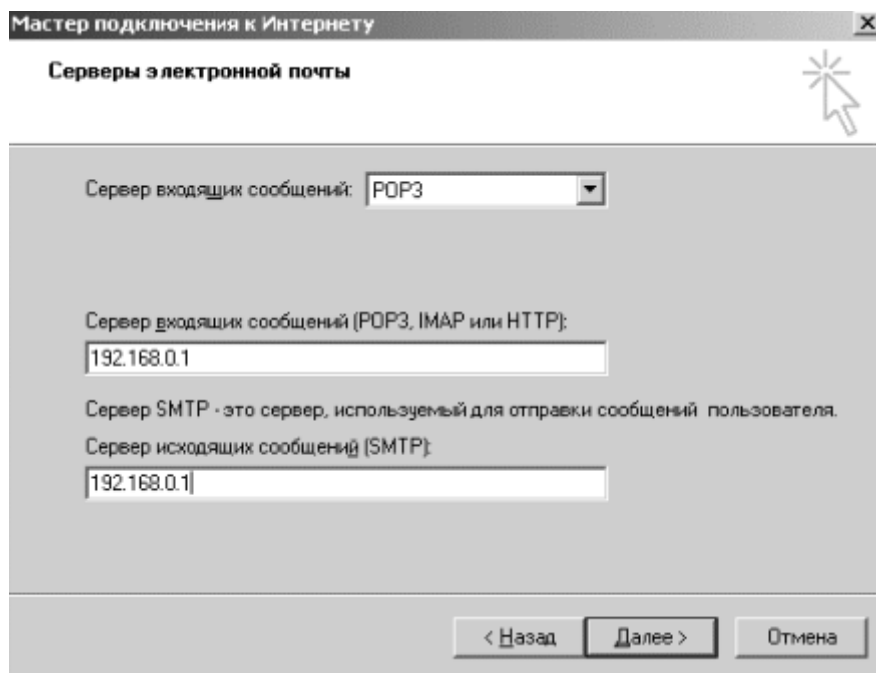 Мастер подключения к Интернету
Серверы электронной почты
Сервер входящих сообщений: POP3
Сервер входящих сообщений (POP3, IMAP или HTTP):
192.168.0.1
Сервер SMTP - это сервер, используемый для отправки сообщений пользователя.
Сервер исходящих сообщений (SMTP):
192.168.0.1
< Назад Далее > Отмена